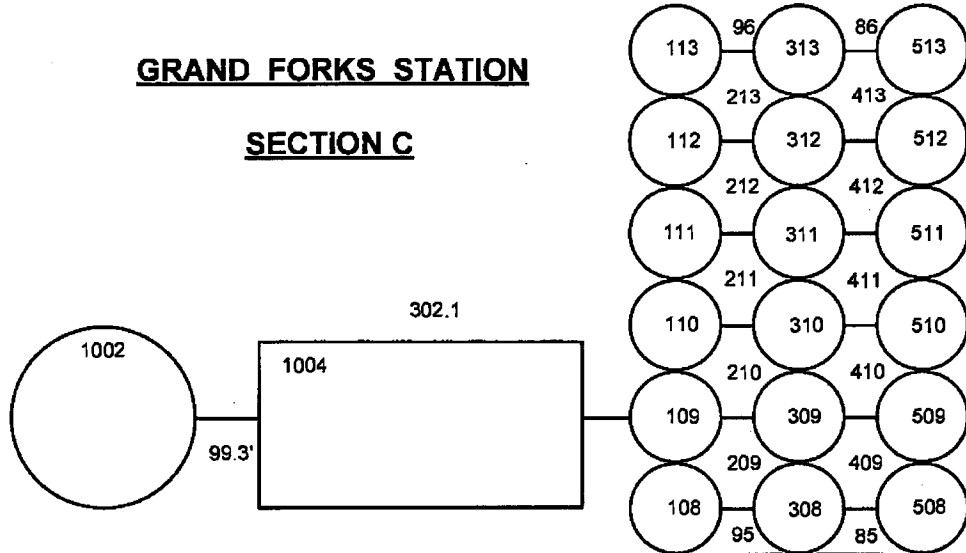 GRAND FORKS STATION
SECTION C
96 86
113 313 513
213 413
112 312 512
212 412
111 311 511
211 411
302.1
110 310 510
1002
1004
210 410
109 309 509
99.3'
209 409
108 308 508
95 85